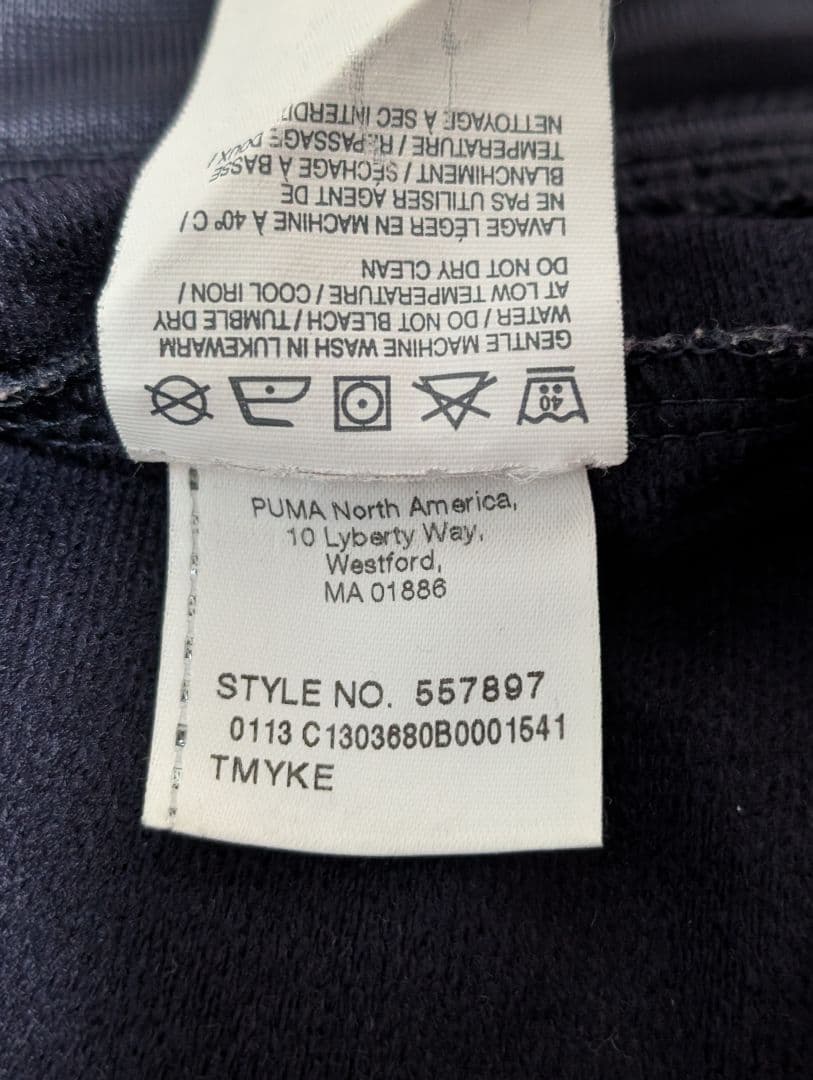 GENTLE MACHINE WASH IN LUKEWARM
WATER / DO NOT BLEACH / TUMBLE DRY
AT LOW TEMPERATURE / COOL IRON /
DO NOT DRY CLEAN
LAVAGE LÉGER EN MACHINE À 40° C /
NE PAS UTILISER AGENT DE
BLANCHIMENT / SÉCHAGE À BASSE
TEMPERATURE / REPASSAGE DOUX /
NETTOYAGE À SEC INTERDIT
40
PUMA North America,
10 Lyberty Way,
Westford,
MA 01886
STYLE NO. 557897
0113 C1303680B0001541
TMYKE